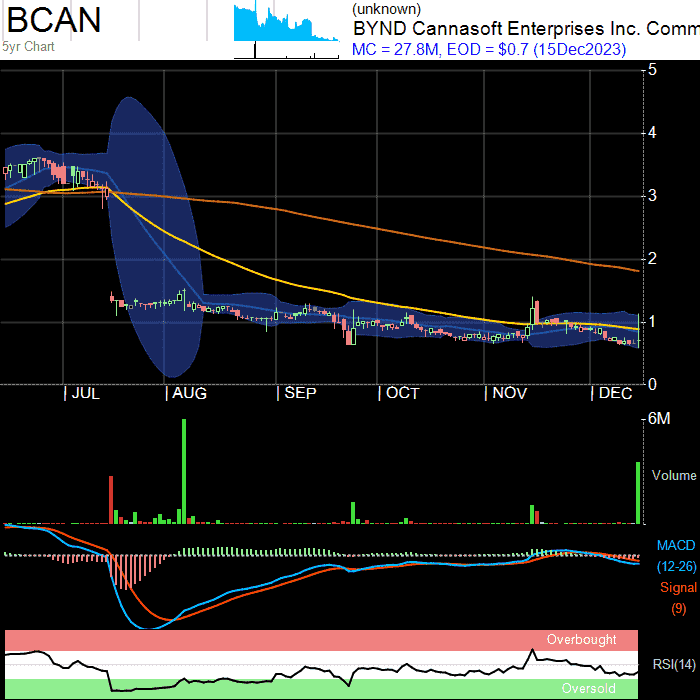 BCAN
5yr Chart
(unknown)
BYND Cannasoft Enterprises Inc. Comm
MC = 27.8M, EOD = $0.7 (15Dec2023)
5
4
3
2
1
0
JUL
AUG
SEP
OCT
NOV
DEC
6M
Volume
MACD
(12-26)
Signal
(9)
Overbought
RSI(14)
Oversold